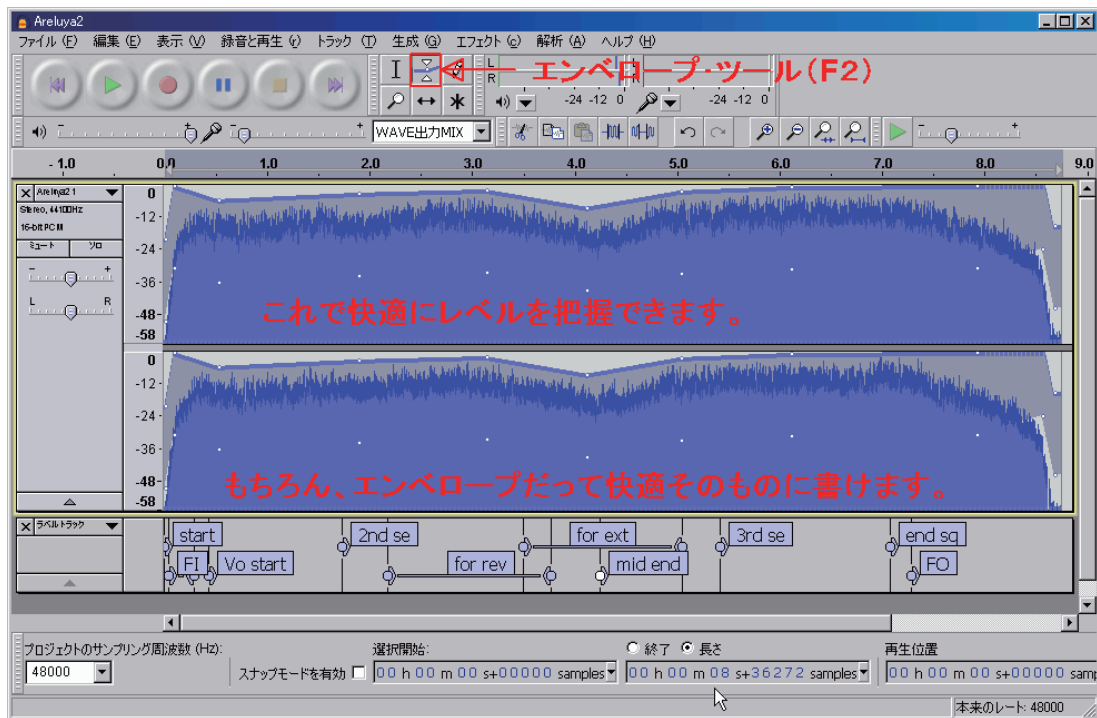 Areluya2
ファイル (F) 編集 (E) 表示 (V) 録音と再生 (r) トラック (T) 生成 (G) エフェクト (c) 解析 (A) ヘルプ (H)
エンベロープ・ツール(F2)
L
R
-24 -12 0
-24 -12 0
- +
- +
WAVE出力MIX
- +
- 1.0 0.0 1.0 2.0 3.0 4.0 5.0 6.0 7.0 8.0 9.0
Areluya2 1
Stereo, 44100Hz
16-bit PCM
ミュート ソロ
- +
L R
0
-12
-24
-36
-48
-58
これで快適にレベルを把握できます。
0
-12
-24
-36
-48
-58
もちろん、エンベロープだって快適そのものに書けます。
ラベルトラック
start 2nd se for ext 3rd se end sq
FI Vo start for rev mid end FO
プロジェクトのサンプリング周波数 (Hz): 選択開始: 終了 長さ 再生位置
48000 スナップモードを有効 00 h 00 m 00 s+00000 samples 00 h 00 m 08 s+36272 samples 00 h 00 m 00 s+00000 samp
本来のレート: 48000